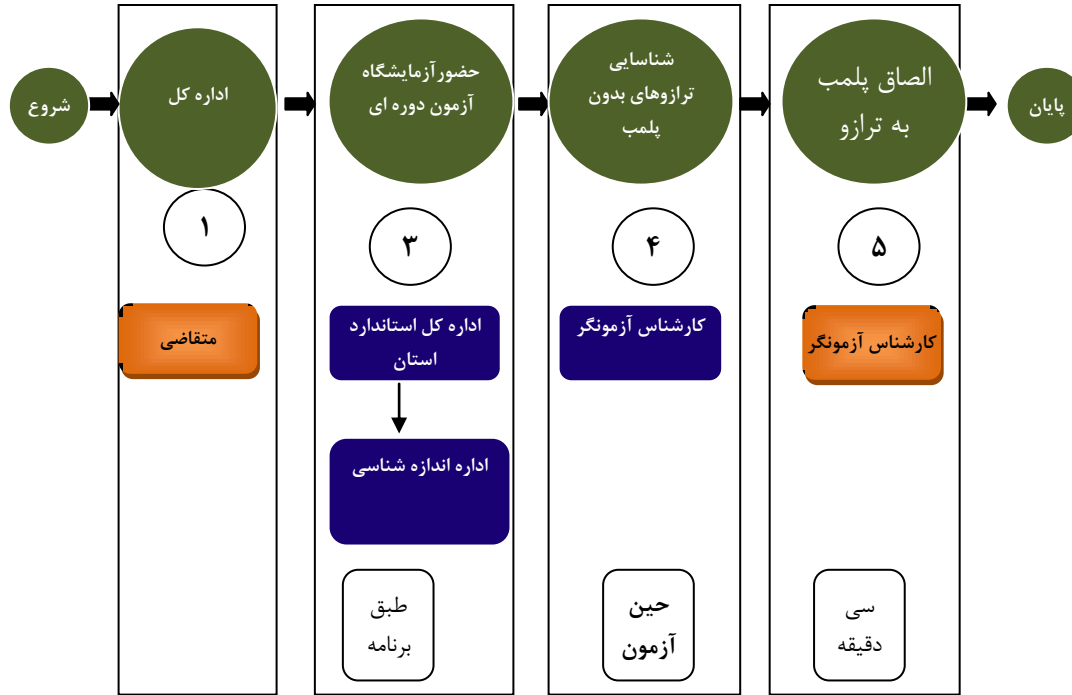 شروع
اداره کل
۱
متقاضی
حضورآزمایشگاه
آزمون دوره ای
۳
اداره کل استاندارد
استان
اداره اندازه شناسی
طبق
برنامه
شناسایی
ترازوهای بدون
پلمب
۴
کارشناس آزمونگر
حین
آزمون
الصاق پلمب
به ترازو
۵
کارشناس آزمونگر
سی
دقیقه
پایان